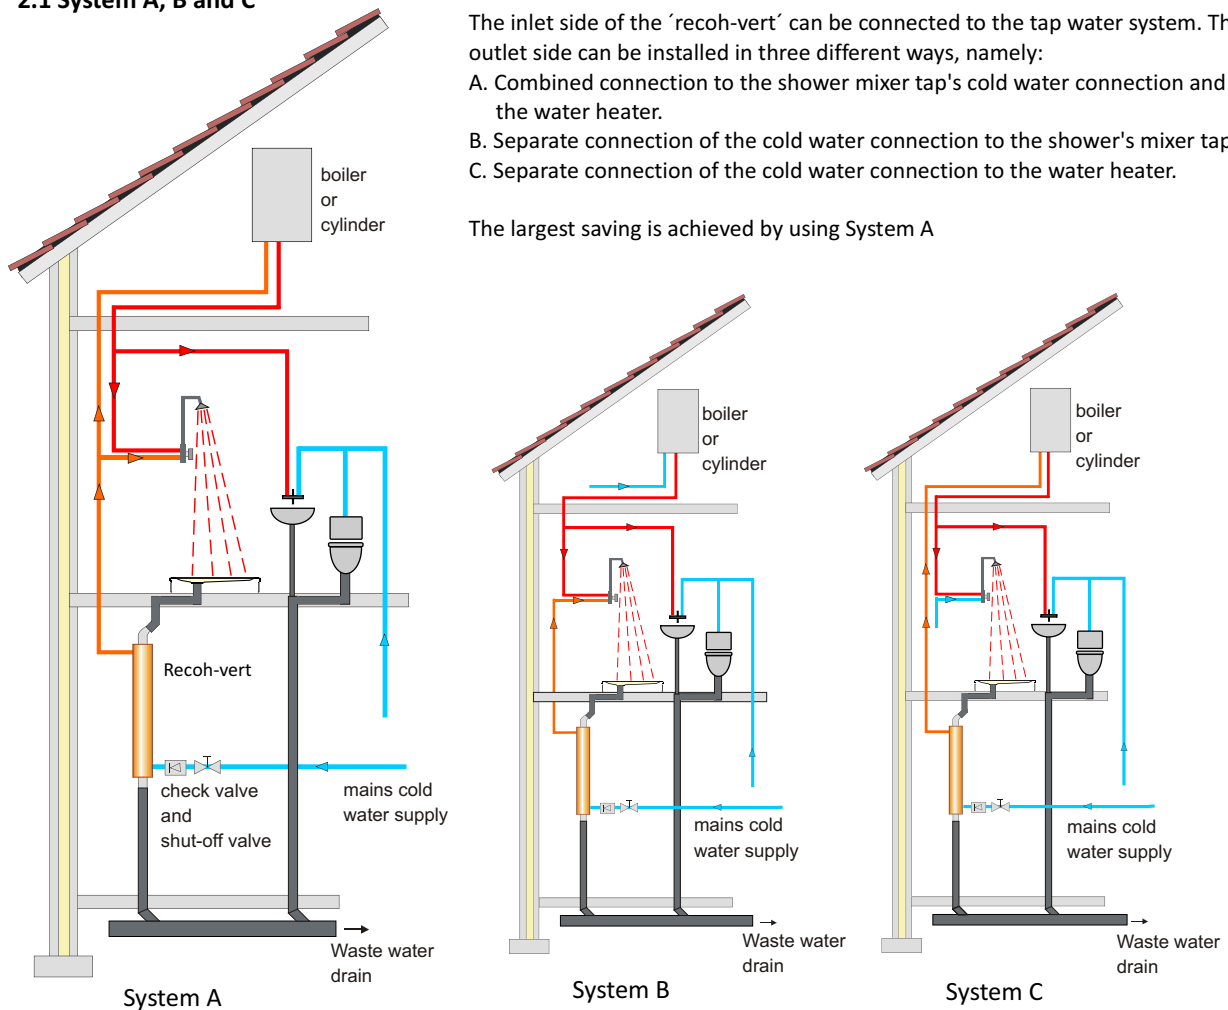 2.1 System A, B and C
The inlet side of the ´recoh-vert´ can be connected to the tap water system. Th
outlet side can be installed in three different ways, namely:
A. Combined connection to the shower mixer tap's cold water connection and
the water heater.
B. Separate connection of the cold water connection to the shower's mixer tap
C. Separate connection of the cold water connection to the water heater.
The largest saving is achieved by using System A
boiler
or
cylinder
Recoh-vert
check valve
and
shut-off valve
mains cold
water supply
Waste water
drain
System A
boiler
or
cylinder
mains cold
water supply
Waste water
drain
System B
boiler
or
cylinder
mains cold
water supply
Waste water
drain
System C